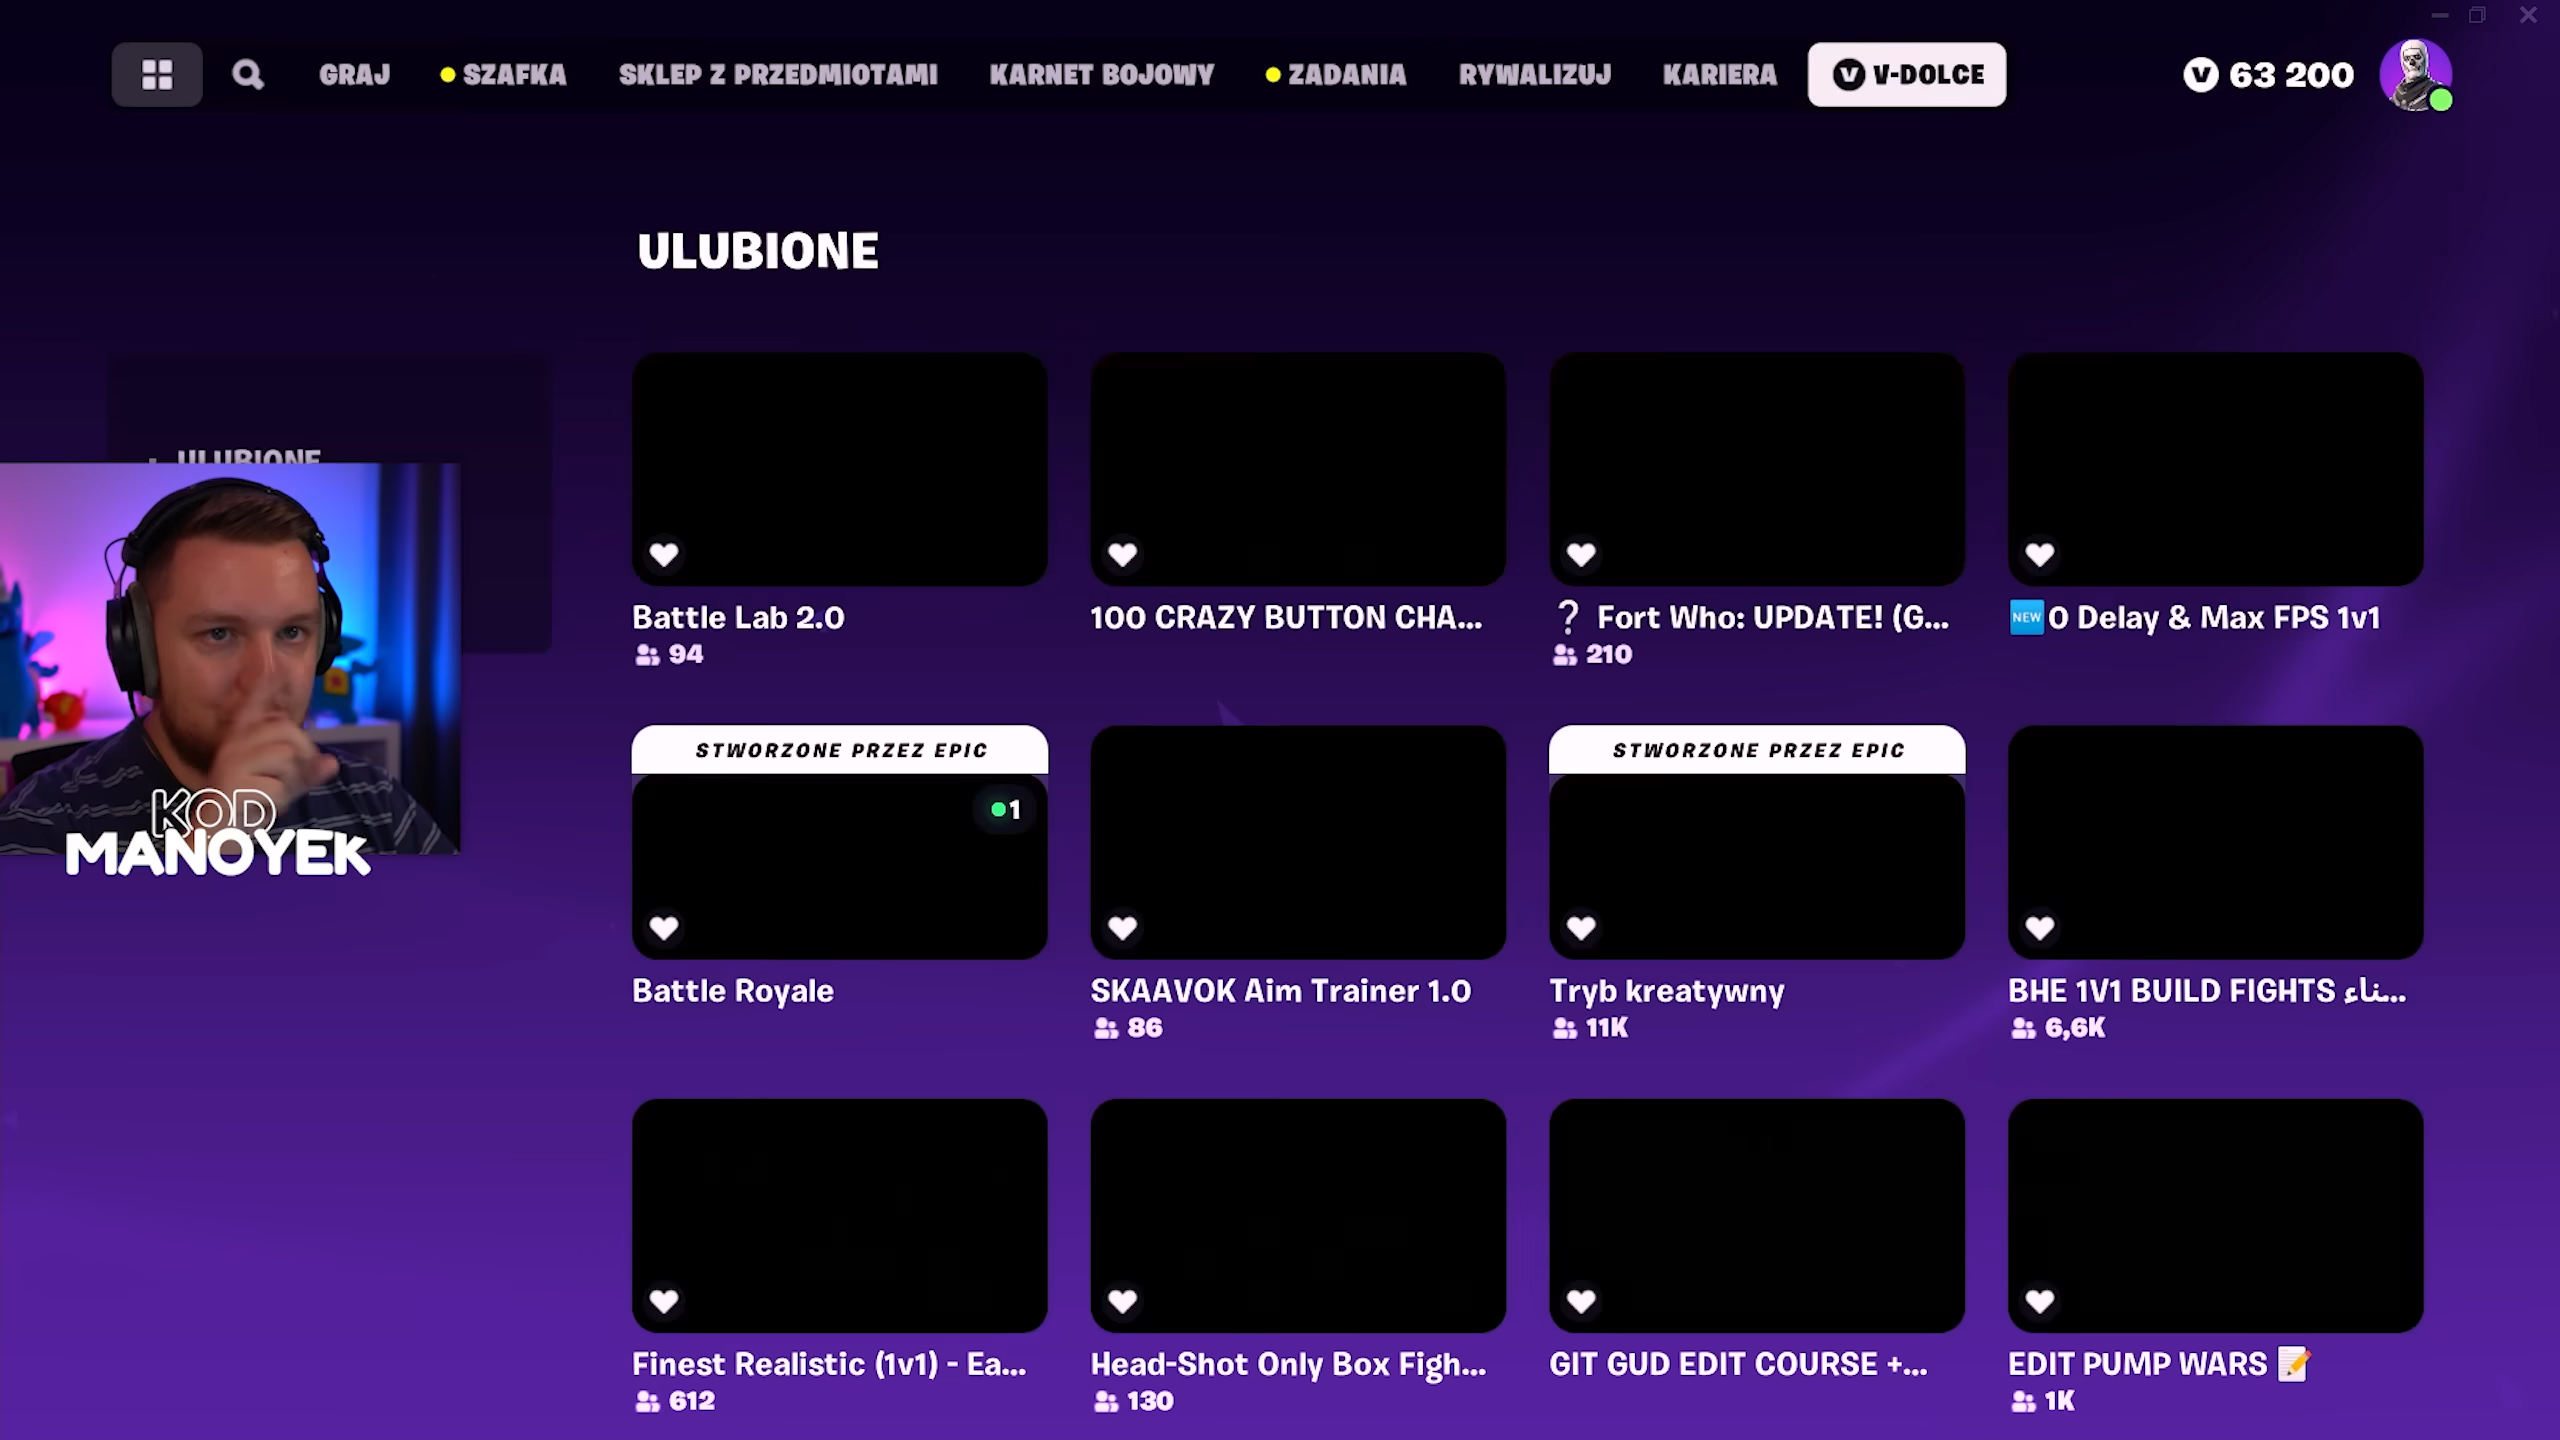 GRAJ SZAFKA SKLEP Z PRZEDMIOTAMI KARNET BOJOWY ZADANIA RYWALIZUJ KARIERA V-DOLCE 63 200
ULUBIONE
ULUBIONE
KOD
MANOYEK
Battle Lab 2.0
94
100 CRAZY BUTTON CHA...
❔ Fort Who: UPDATE! (G...
210
🆕0 Delay & Max FPS 1v1
STWORZONE PRZEZ EPIC
1
Battle Royale
SKAAVOK Aim Trainer 1.0
86
STWORZONE PRZEZ EPIC
Tryb kreatywny
11K
BHE 1V1 BUILD FIGHTS بناء...
6,6K
Finest Realistic (1v1) - Ea...
612
Head-Shot Only Box Figh...
130
GIT GUD EDIT COURSE +...
EDIT PUMP WARS 📝
1K